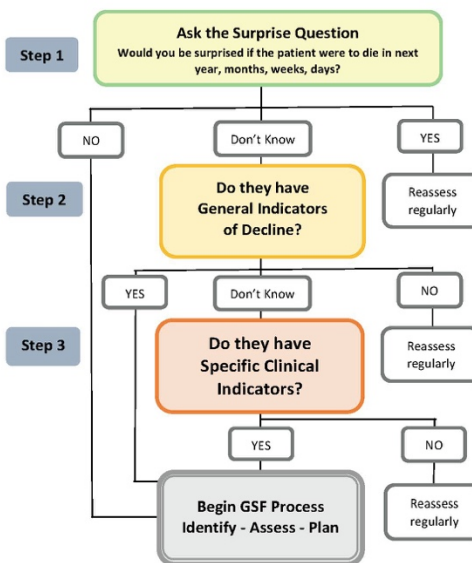 Step 1
Ask the Surprise Question
Would you be surprised if the patient were to die in next
year, months, weeks, days?
NO
Don't Know
YES
Step 2
Do they have
General Indicators
of Decline?
Reassess
regularly
YES
Don't Know
NO
Step 3
Do they have
Specific Clinical
Indicators?
Reassess
regularly
YES
NO
Begin GSF Process
Identify - Assess - Plan
Reassess
regularly